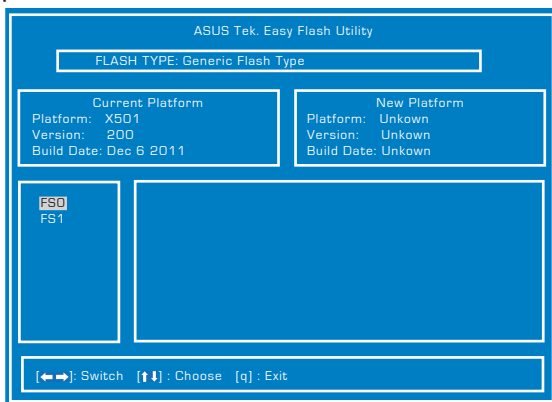 ASUS Tek. Easy Flash Utility
FLASH TYPE: Generic Flash Type
Current Platform
Platform: X501
Version: 200
Build Date: Dec 6 2011
New Platform
Platform: Unkown
Version: Unkown
Build Date: Unkown
FS0
FS1
[←→]: Switch [↑↓] : Choose [q] : Exit